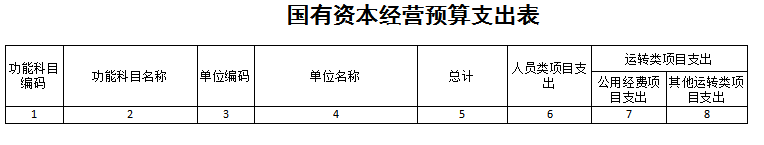 国有资本经营预算支出表
功能科目
编码
功能科目名称
单位编码
单位名称
总计
人员类项目支
出
运转类项目支出
公用经费项
目支出
其他运转类项
目支出
1 2 3 4 5 6 7 8